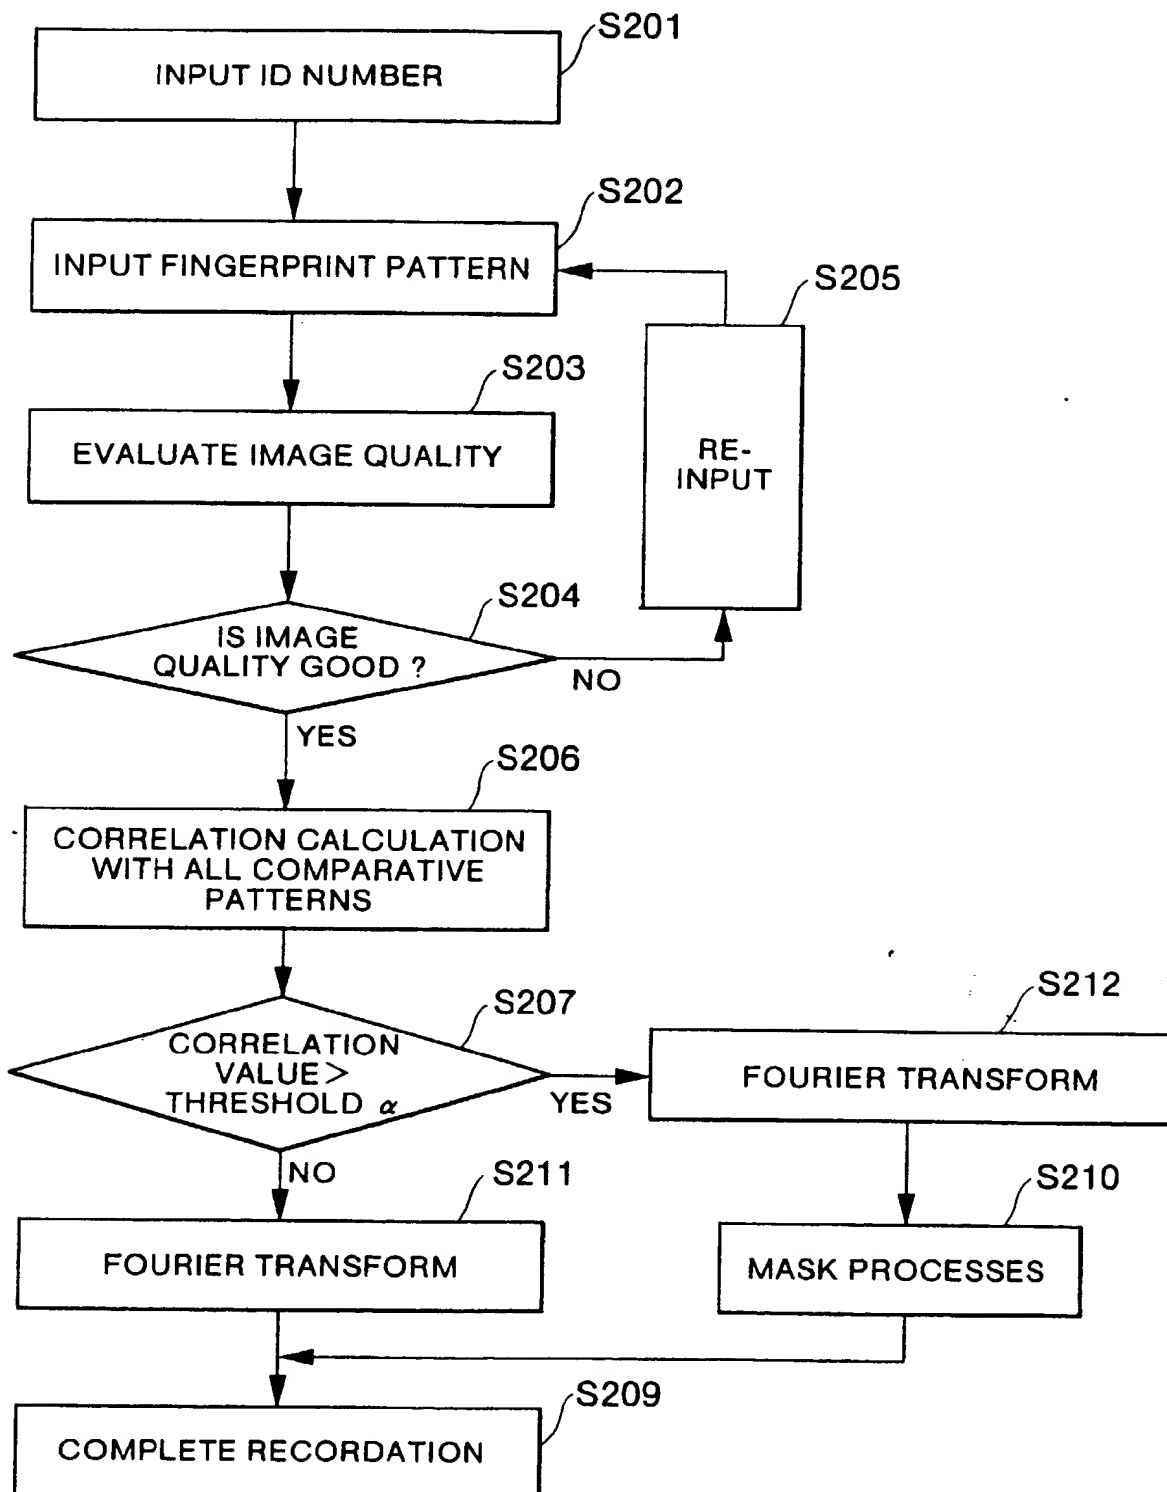 S201
INPUT ID NUMBER
S202
INPUT FINGERPRINT PATTERN
S205
S203
EVALUATE IMAGE QUALITY
RE-
INPUT
S204
IS IMAGE
QUALITY GOOD ?
NO
YES
S206
CORRELATION CALCULATION
WITH ALL COMPARATIVE
PATTERNS
S207
S212
CORRELATION
VALUE >
THRESHOLD α
YES
FOURIER TRANSFORM
NO
S211
S210
FOURIER TRANSFORM
MASK PROCESSES
S209
COMPLETE RECORDATION